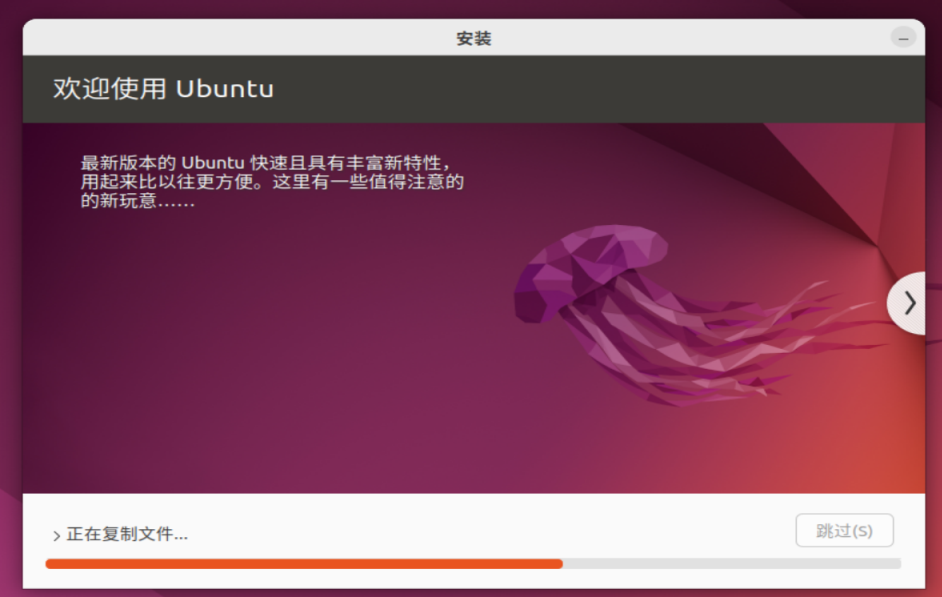 安装
欢迎使用 Ubuntu
最新版本的 Ubuntu 快速且具有丰富新特性，
用起来比以往更方便。这里有一些值得注意的
的新玩意……
正在复制文件...
跳过(S)